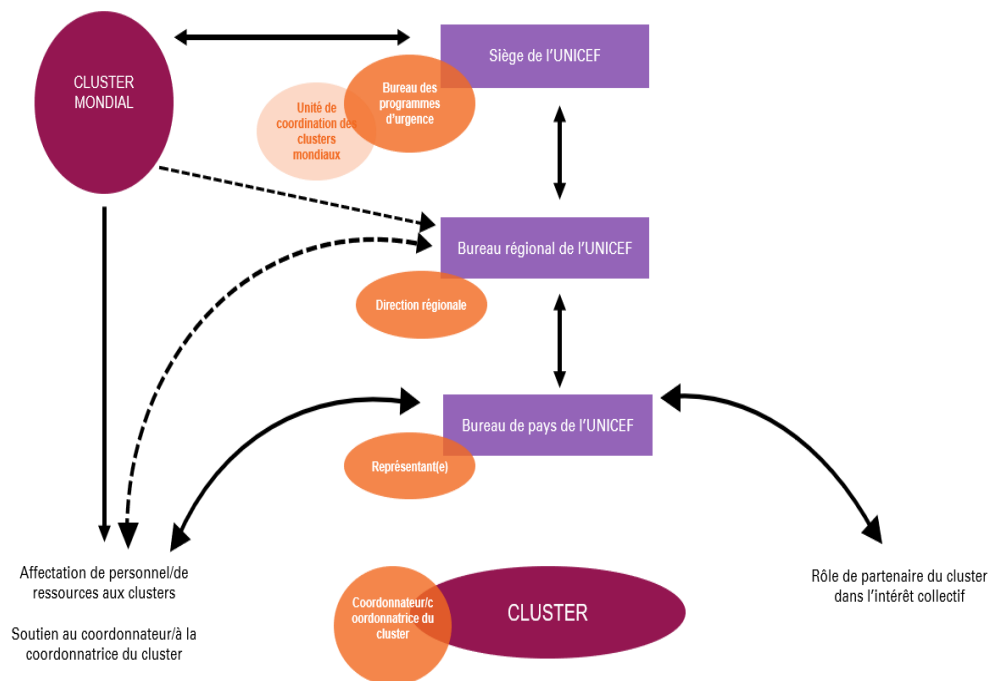 CLUSTER
MONDIAL
Siège de l'UNICEF
Bureau des
programmes
d'urgence
Unité de
coordination des
clusters
mondiaux
Bureau régional de l'UNICEF
Direction régionale
Bureau de pays de l'UNICEF
Représentant(e)
Affectation de personnel/de
ressources aux clusters
Soutien au coordonnateur/à la
coordonnatrice du cluster
Coordonnateur/c
oordonnatrice du
cluster
CLUSTER
Rôle de partenaire du cluster
dans l'intérêt collectif